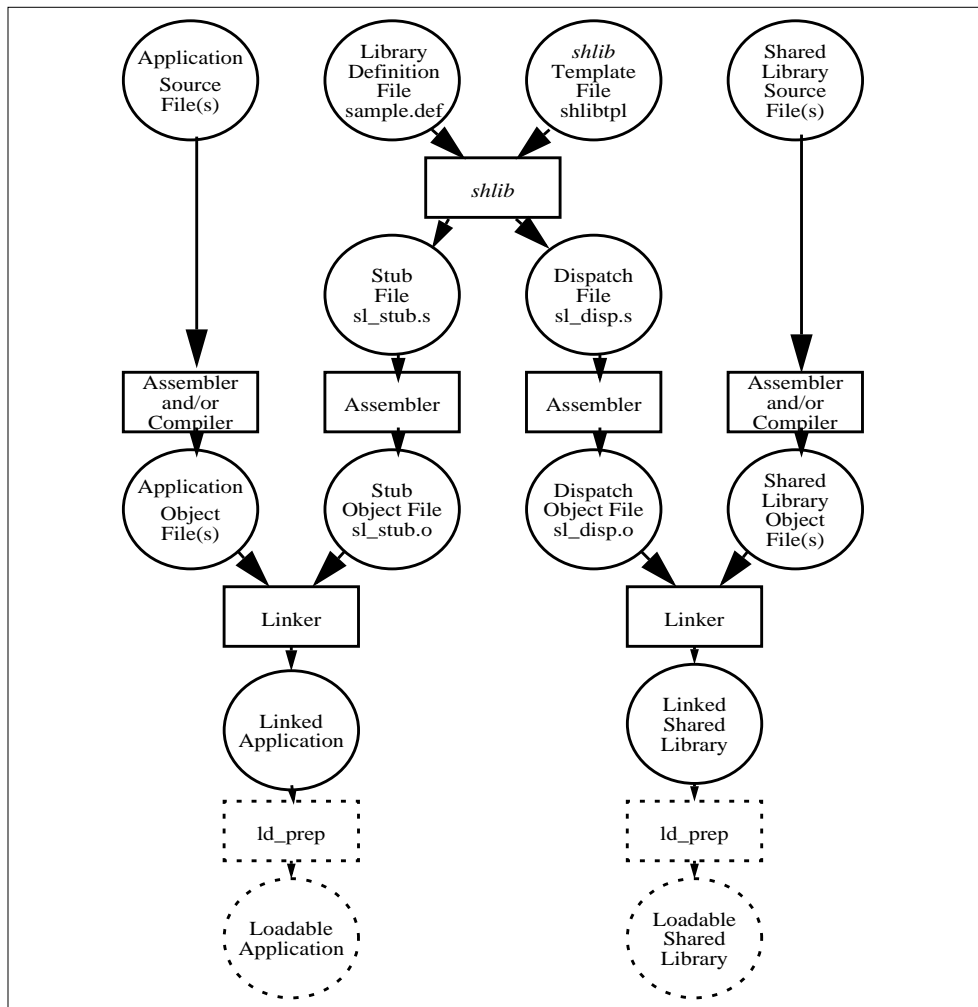 Application
Source
File(s)
Library
Definition
File
sample.def
shlib
Template
File
shlibtpl
Shared
Library
Source
File(s)
shlib
Stub
File
sl_stub.s
Dispatch
File
sl_disp.s
Assembler
and/or
Compiler
Assembler
Assembler
Assembler
and/or
Compiler
Application
Object
File(s)
Stub
Object File
sl_stub.o
Dispatch
Object File
sl_disp.o
Shared
Library
Object
File(s)
Linker
Linker
Linked
Application
Linked
Shared
Library
ld_prep
ld_prep
Loadable
Application
Loadable
Shared
Library